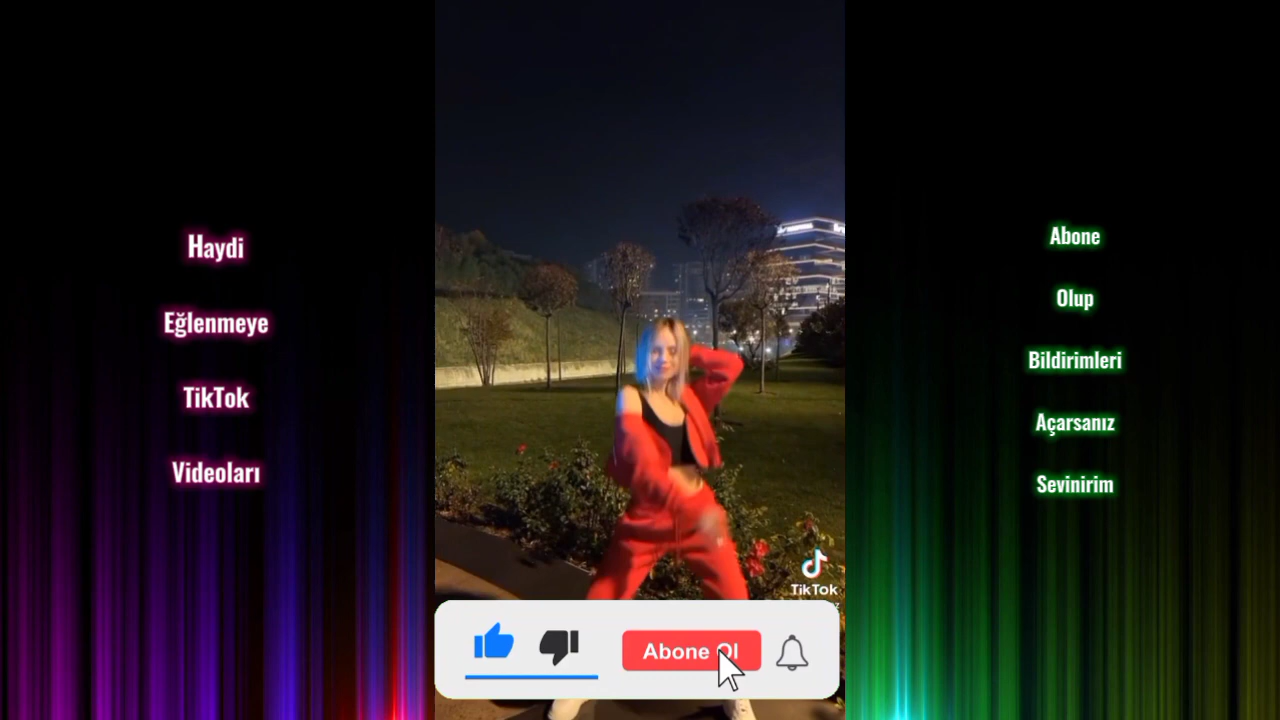 Haydi
Eğlenmeye
TikTok
Videoları
Abone
Olup
Bildirimleri
Açarsanız
Sevinirim
TikTok
Abone Ol